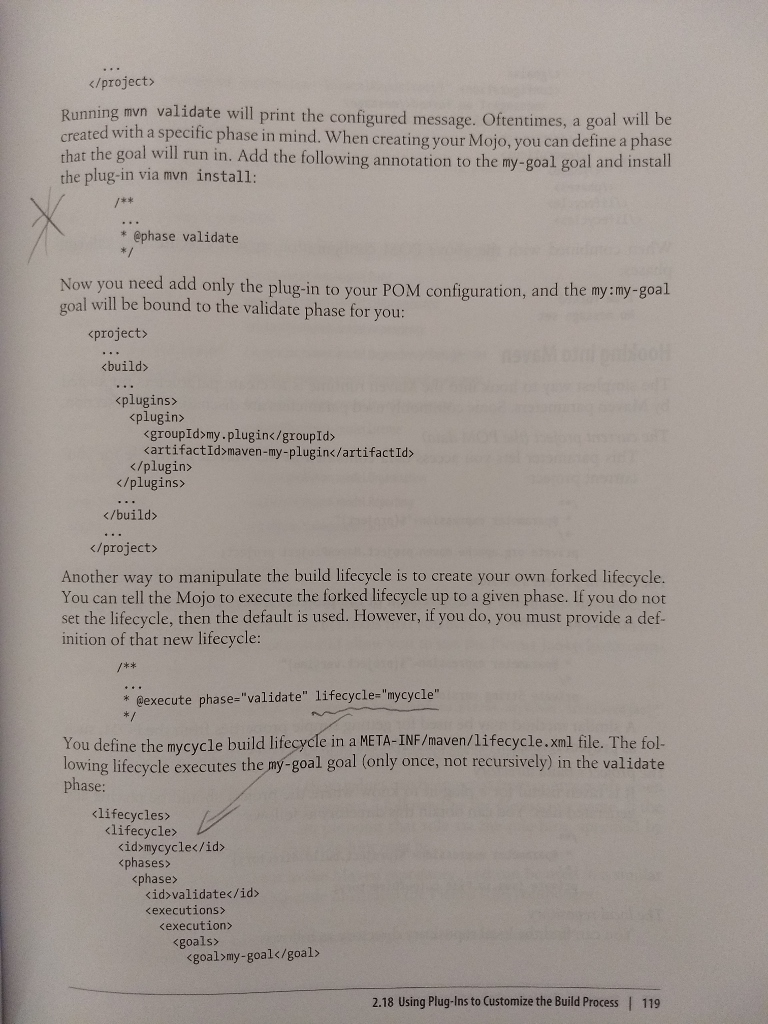 ...
</project>
Running mvn validate will print the configured message. Oftentimes, a goal will be
created with a specific phase in mind. When creating your Mojo, you can define a phase
that the goal will run in. Add the following annotation to the my-goal goal and install
the plug-in via mvn install:
/**
...
* @phase validate
*/
Now you need add only the plug-in to your POM configuration, and the my:my-goal
goal will be bound to the validate phase for you:
<project>
...
<build>
...
<plugins>
<plugin>
<groupId>my.plugin</groupId>
<artifactId>maven-my-plugin</artifactId>
</plugin>
</plugins>
...
</build>
...
</project>
Another way to manipulate the build lifecycle is to create your own forked lifecycle.
You can tell the Mojo to execute the forked lifecycle up to a given phase. If you do not
set the lifecycle, then the default is used. However, if you do, you must provide a def-
inition of that new lifecycle:
/**
...
* @execute phase="validate" lifecycle="mycycle"
*/
You define the mycycle build lifecycle in a META-INF/maven/lifecycle.xml file. The fol-
lowing lifecycle executes the my-goal goal (only once, not recursively) in the validate
phase:
<lifecycles>
<lifecycle>
<id>mycycle</id>
<phases>
<phase>
<id>validate</id>
<executions>
<execution>
<goals>
<goal>my-goal</goal>
2.18 Using Plug-Ins to Customize the Build Process | 119